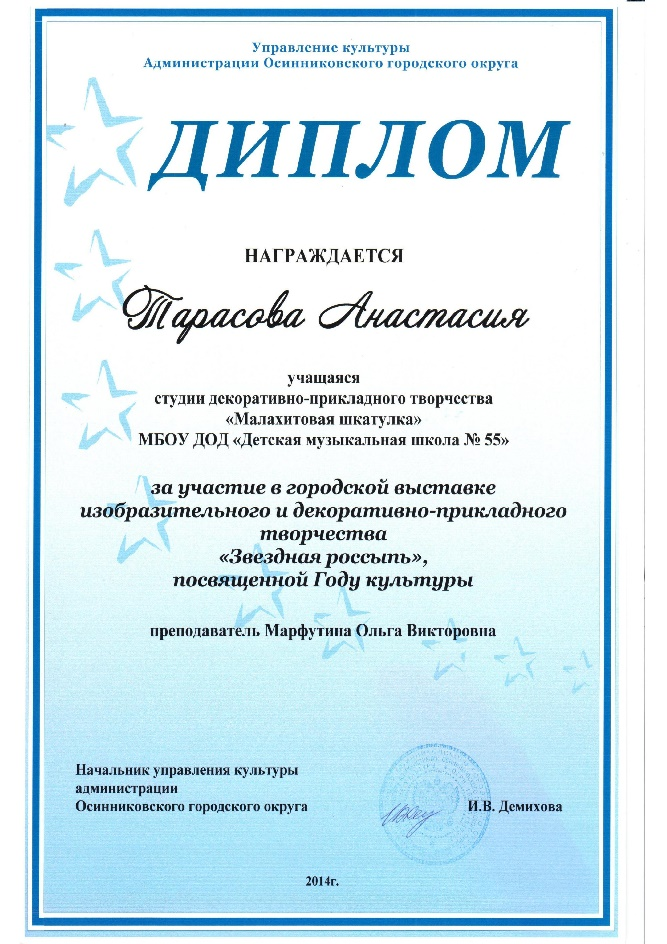 Управление культуры
Администрации Осинниковского городского округа
ДИПЛОМ
НАГРАЖДАЕТСЯ
Тарасова Анастасия
учащаяся
студии декоративно-прикладного творчества
«Малахитовая шкатулка»
МБОУ ДОД «Детская музыкальная школа № 55»
за участие в городской выставке
изобразительного и декоративно-прикладного
творчества
«Звездная россыпь»,
посвященной Году культуры
преподаватель Марфутина Ольга Викторовна
Начальник управления культуры
администрации
Осинниковского городского округа
И.В. Демихова
2014г.